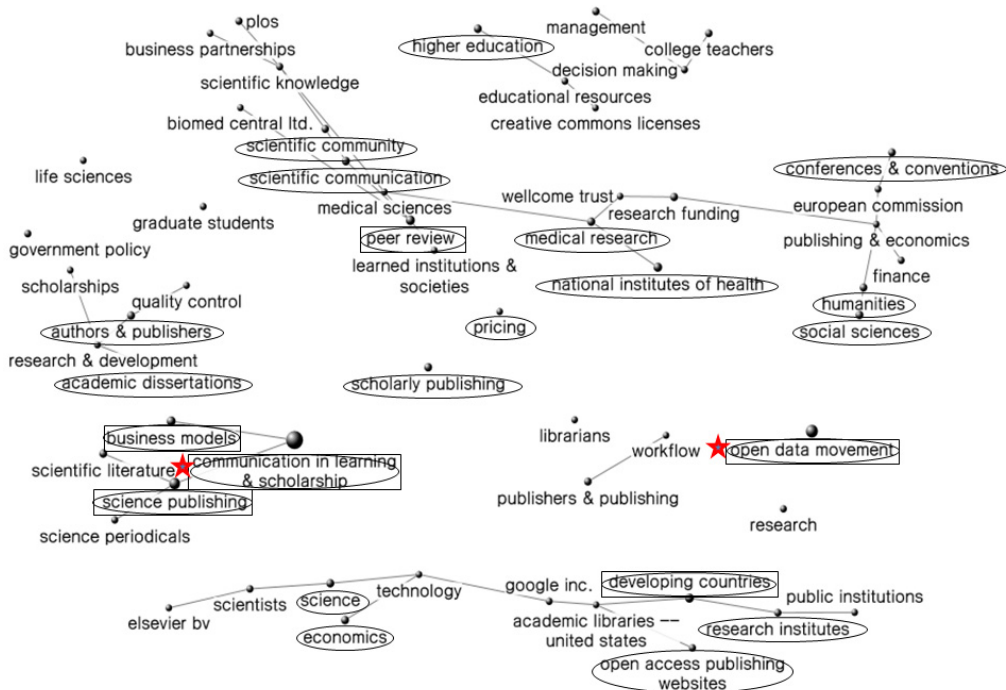 plos
business partnerships
scientific knowledge
biomed central ltd.
scientific community
scientific communication
medical sciences
peer review
learned institutions &
societies
higher education
management
college teachers
decision making
educational resources
creative commons licenses
life sciences
graduate students
government policy
scholarships
quality control
authors & publishers
research & development
academic dissertations
wellcome trust
research funding
medical research
national institutes of health
conferences & conventions
european commission
publishing & economics
finance
humanities
social sciences
pricing
scholarly publishing
business models
scientific literature
communication in learning
& scholarship
science publishing
science periodicals
librarians
workflow
open data movement
publishers & publishing
research
elsevier bv
scientists
science
technology
economics
google inc.
developing countries
academic libraries --
united states
public institutions
research institutes
open access publishing
websites